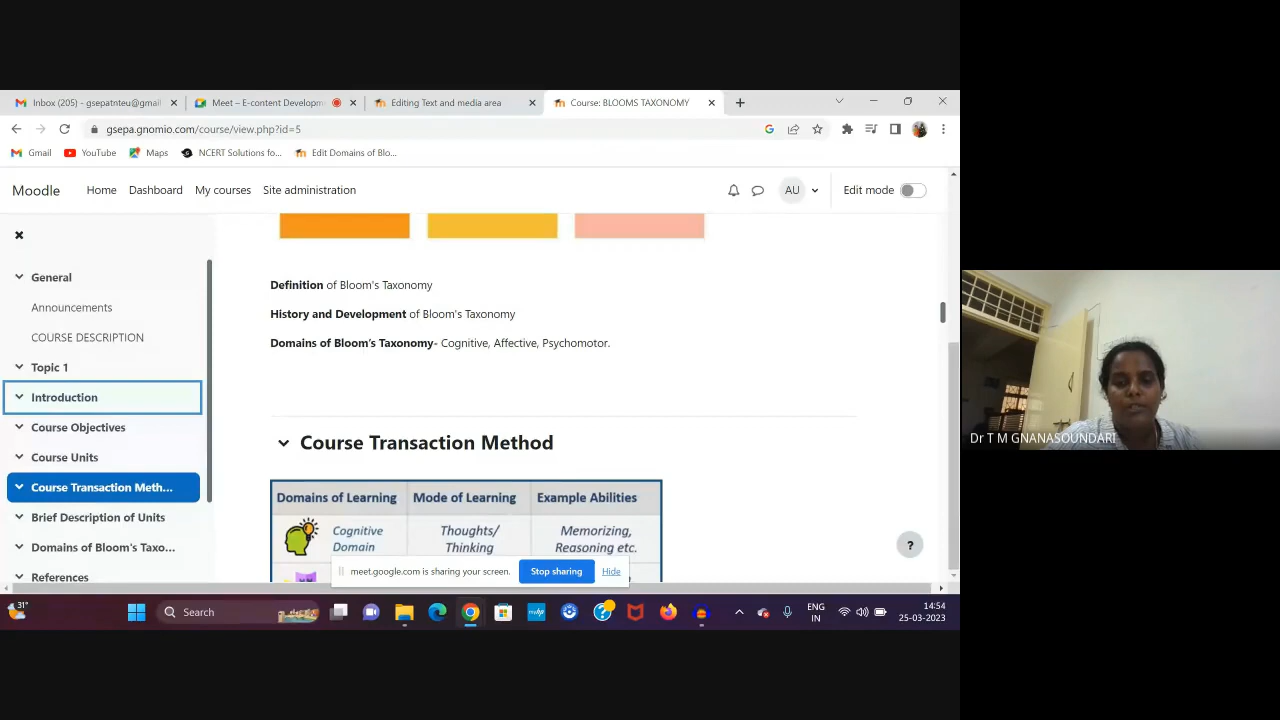 Inbox (205) - gsepatnteu@gmail
Meet – E-content Developm
Editing Text and media area
Course: BLOOMS TAXONOMY
gsepa.gnomio.com/course/view.php?id=5
Gmail
YouTube
Maps
NCERT Solutions fo...
Edit Domains of Blo...
Moodle
Home
Dashboard
My courses
Site administration
AU
Edit mode
General
Announcements
COURSE DESCRIPTION
Topic 1
Introduction
Course Objectives
Course Units
Course Transaction Meth...
Brief Description of Units
Domains of Bloom's Taxo...
References
Definition of Bloom's Taxonomy
History and Development of Bloom's Taxonomy
Domains of Bloom's Taxonomy- Cognitive, Affective, Psychomotor.
Course Transaction Method
Domains of Learning Mode of Learning Example Abilities
Cognitive Thoughts/ Memorizing,
Domain Thinking Reasoning etc.
meet.google.com is sharing your screen.
Stop sharing
Hide
?
Dr T M GNANASOUNDARI
31°
Search
ENG
IN
14:54
25-03-2023